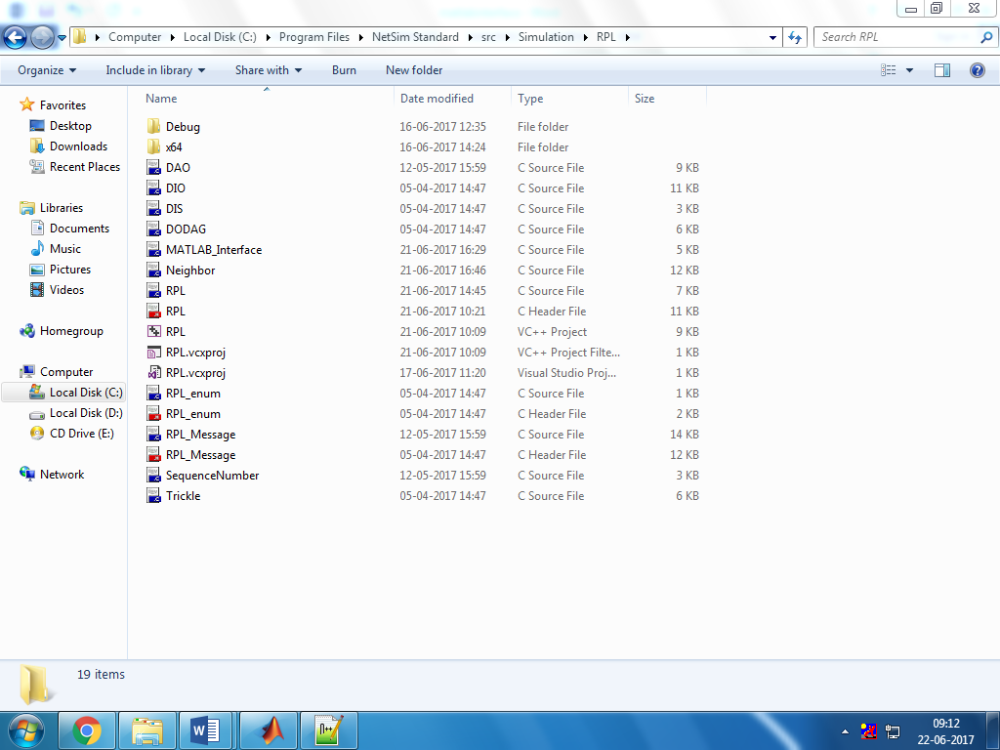 Computer Local Disk (C:) Program Files NetSim Standard src Simulation RPL Search RPL
Organize Include in library Share with Burn New folder
Name Date modified Type Size
Favorites
Desktop
Downloads
Recent Places
Libraries
Documents
Music
Pictures
Videos
Homegroup
Computer
Local Disk (C:)
Local Disk (D:)
CD Drive (E:)
Network
Debug 16-06-2017 12:35 File folder
x64 16-06-2017 14:24 File folder
DAO 12-05-2017 15:59 C Source File 9 KB
DIO 05-04-2017 14:47 C Source File 11 KB
DIS 05-04-2017 14:47 C Source File 3 KB
DODAG 05-04-2017 14:47 C Source File 6 KB
MATLAB_Interface 21-06-2017 16:29 C Source File 5 KB
Neighbor 21-06-2017 16:46 C Source File 12 KB
RPL 21-06-2017 14:45 C Source File 7 KB
RPL 21-06-2017 10:21 C Header File 11 KB
RPL 21-06-2017 10:09 VC++ Project 9 KB
RPL.vcxproj 21-06-2017 10:09 VC++ Project Filte... 1 KB
RPL.vcxproj 17-06-2017 11:20 Visual Studio Proj... 1 KB
RPL_enum 05-04-2017 14:47 C Source File 1 KB
RPL_enum 05-04-2017 14:47 C Header File 2 KB
RPL_Message 12-05-2017 15:59 C Source File 14 KB
RPL_Message 05-04-2017 14:47 C Header File 12 KB
SequenceNumber 12-05-2017 15:59 C Source File 3 KB
Trickle 05-04-2017 14:47 C Source File 6 KB
19 items
09:12
22-06-2017